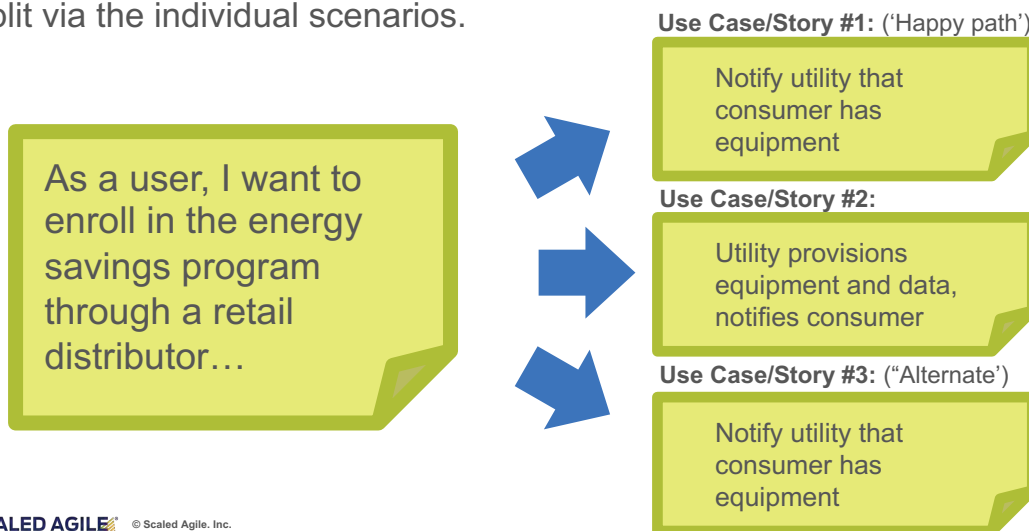 plit via the individual scenarios.
As a user, I want to
enroll in the energy
savings program
through a retail
distributor…
Use Case/Story #1: (‘Happy path’)
Notify utility that
consumer has
equipment
Use Case/Story #2:
Utility provisions
equipment and data,
notifies consumer
Use Case/Story #3: (“Alternate’)
Notify utility that
consumer has
equipment
ALED AGILE © Scaled Agile. Inc.